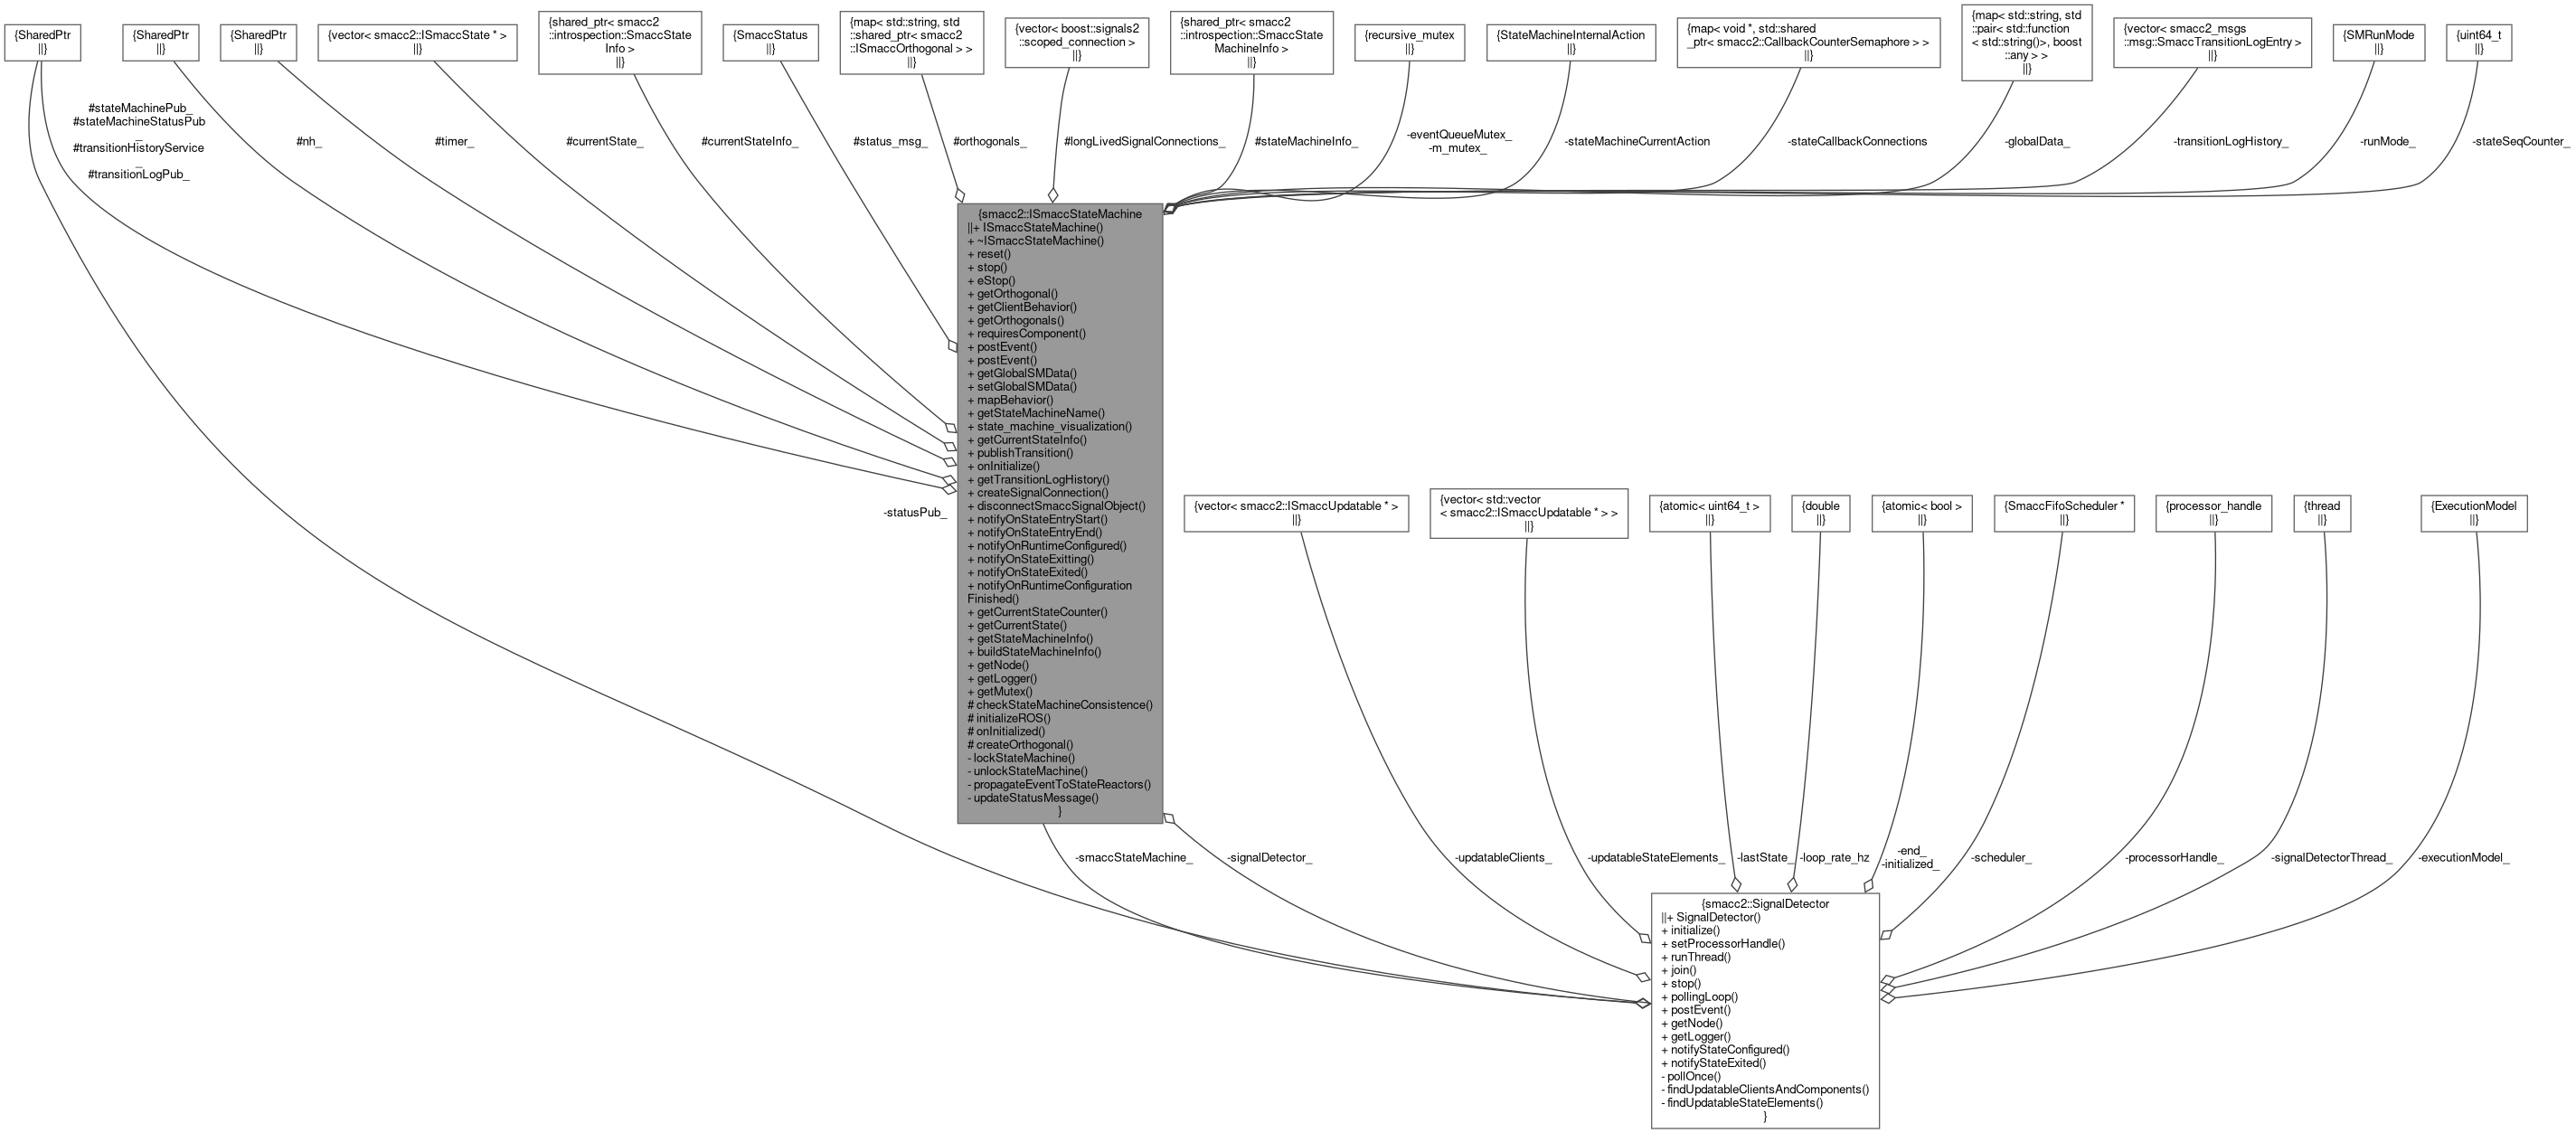 {SharedPtr
||}
{SharedPtr
||}
{SharedPtr
||}
{vector< smacc2::ISmaccState * >
||}
{shared_ptr< smacc2
::introspection::SmaccState
Info >
||}
{SmaccStatus
||}
{map< std::string, std
::shared_ptr< smacc2
::ISmaccOrthogonal > >
||}
{vector< boost::signals2
::scoped_connection >
||}
{shared_ptr< smacc2
::introspection::SmaccState
MachineInfo >
||}
{recursive_mutex
||}
{StateMachineInternalAction
||}
{map< void *, std::shared
_ptr< smacc2::CallbackCounterSemaphore > >
||}
{map< std::string, std
::pair< std::function
< std::string()>, boost
::any > >
||}
{vector< smacc2_msgs
::msg::SmaccTransitionLogEntry >
||}
{SMRunMode
||}
{uint64_t
||}
#stateMachinePub_
#stateMachineStatusPub
_
#transitionHistoryService
_
#transitionLogPub_
#nh_
#timer_
#currentState_
#currentStateInfo_
#status_msg_
#orthogonals_
#longLivedSignalConnections_
#stateMachineInfo_
-eventQueueMutex_
-m_mutex_
-stateMachineCurrentAction
-stateCallbackConnections
-globalData_
-transitionLogHistory_
-runMode_
-stateSeqCounter_
{smacc2::ISmaccStateMachine
||+ ISmaccStateMachine()
+ ~ISmaccStateMachine()
+ reset()
+ stop()
+ eStop()
+ getOrthogonal()
+ getClientBehavior()
+ getOrthogonals()
+ requiresComponent()
+ postEvent()
+ postEvent()
+ getGlobalSMData()
+ setGlobalSMData()
+ mapBehavior()
+ getStateMachineName()
+ state_machine_visualization()
+ getCurrentStateInfo()
+ publishTransition()
+ onInitialize()
+ getTransitionLogHistory()
+ createSignalConnection()
+ disconnectSmaccSignalObject()
+ notifyOnStateEntryStart()
+ notifyOnStateEntryEnd()
+ notifyOnRuntimeConfigured()
+ notifyOnStateExitting()
+ notifyOnStateExited()
+ notifyOnRuntimeConfiguration
Finished()
+ getCurrentStateCounter()
+ getCurrentState()
+ getStateMachineInfo()
+ buildStateMachineInfo()
+ getNode()
+ getLogger()
+ getMutex()
# checkStateMachineConsistence()
# initializeROS()
# onInitialized()
# createOrthogonal()
- lockStateMachine()
- unlockStateMachine()
- propagateEventToStateReactors()
- updateStatusMessage()
}
-statusPub_
{vector< smacc2::ISmaccUpdatable * >
||}
{vector< std::vector
< smacc2::ISmaccUpdatable * > >
||}
{atomic< uint64_t >
||}
{double
||}
{atomic< bool >
||}
{SmaccFifoScheduler *
||}
{processor_handle
||}
{thread
||}
{ExecutionModel
||}
-smaccStateMachine_
-signalDetector_
-updatableClients_
-updatableStateElements_
-lastState_
-loop_rate_hz
-end_
-initialized_
-scheduler_
-processorHandle_
-signalDetectorThread_
-executionModel_
{smacc2::SignalDetector
||+ SignalDetector()
+ initialize()
+ setProcessorHandle()
+ runThread()
+ join()
+ stop()
+ pollingLoop()
+ postEvent()
+ getNode()
+ getLogger()
+ notifyStateConfigured()
+ notifyStateExited()
- pollOnce()
- findUpdatableClientsAndComponents()
- findUpdatableStateElements()
}